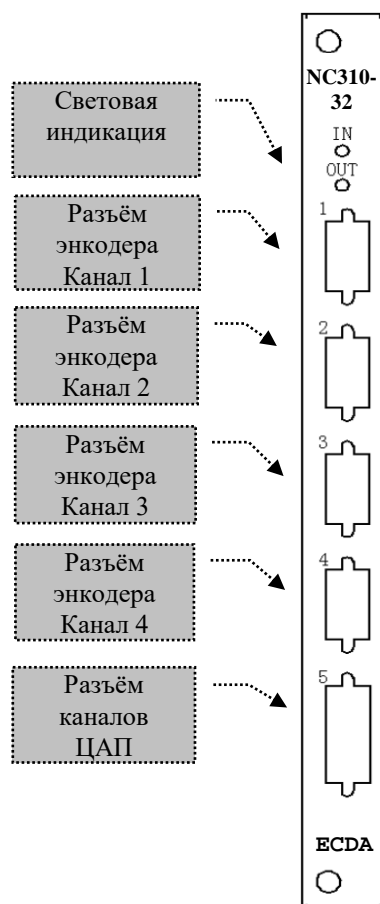 NC310-
32
IN
OUT
Световая
индикация
1
Разъём
энкодера
Канал 1
2
Разъём
энкодера
Канал 2
3
Разъём
энкодера
Канал 3
4
Разъём
энкодера
Канал 4
5
Разъём
каналов
ЦАП
ECDA